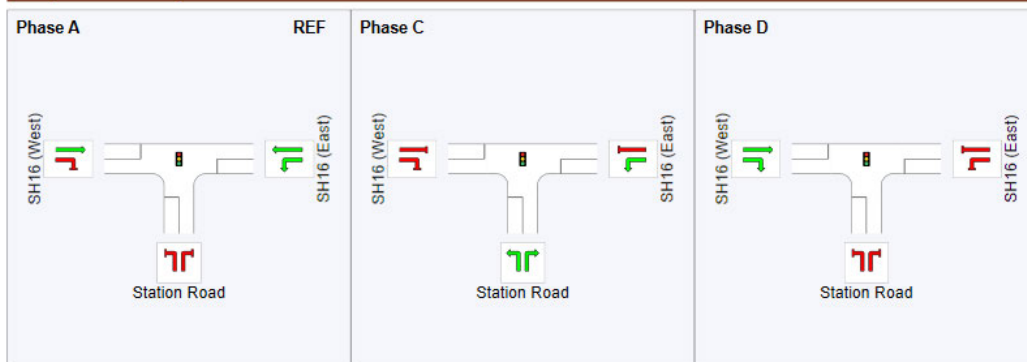 Phase A
REF
SH16 (West)
SH16 (East)
Station Road
Phase C
SH16 (West)
SH16 (East)
Station Road
Phase D
SH16 (West)
SH16 (East)
Station Road